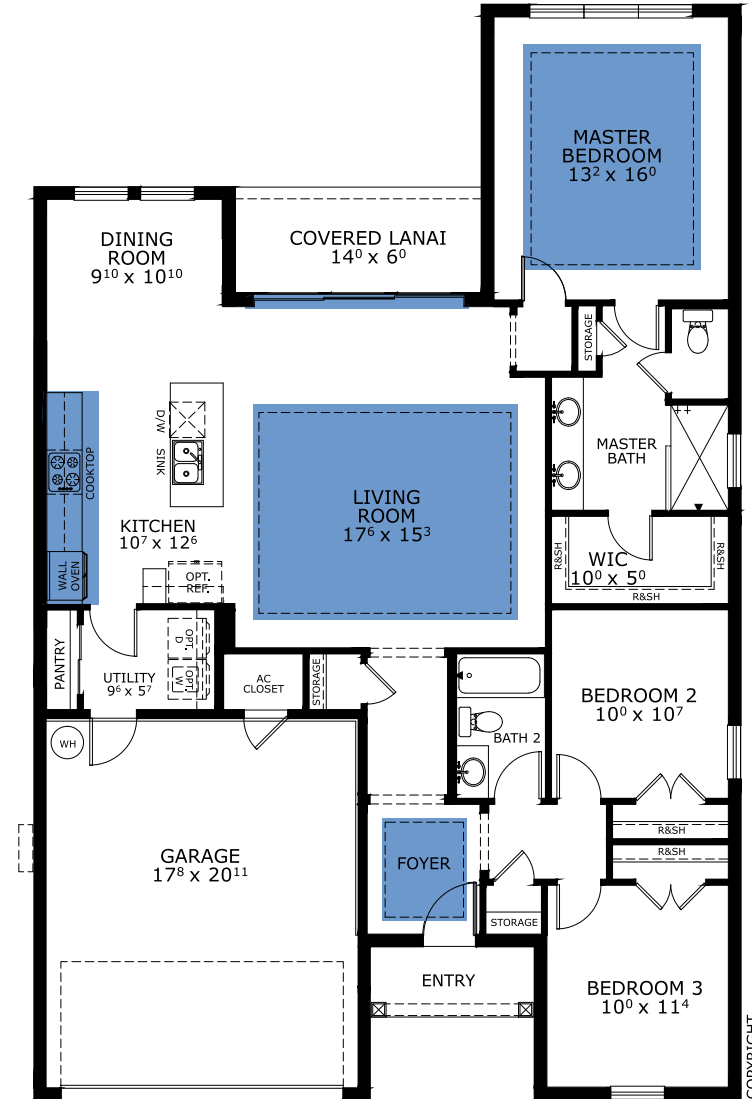 MASTER
BEDROOM
13² x 16⁰
DINING
ROOM
9¹⁰ x 10¹⁰
COVERED LANAI
14⁰ x 6⁰
STORAGE
D/W
SINK
COOKTOP
WALL
OVEN
KITCHEN
10⁷ x 12⁶
OPT.
REF.
LIVING
ROOM
17⁶ x 15³
MASTER
BATH
R&SH
WIC
10⁰ x 5⁰
R&SH
R&SH
PANTRY
UTILITY
9⁶ x 5⁷
OPT.
D
OPT.
W
AC
CLOSET
STORAGE
BEDROOM 2
10⁰ x 10⁷
BATH 2
WH
R&SH
R&SH
GARAGE
17⁸ x 20¹¹
FOYER
STORAGE
ENTRY
BEDROOM 3
10⁰ x 11⁴
COPYRIGHT